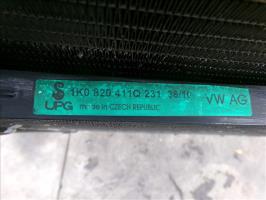 1K0 820 411Q 231 38/10 VW AG
UPG made in CZECH REPUBLIC